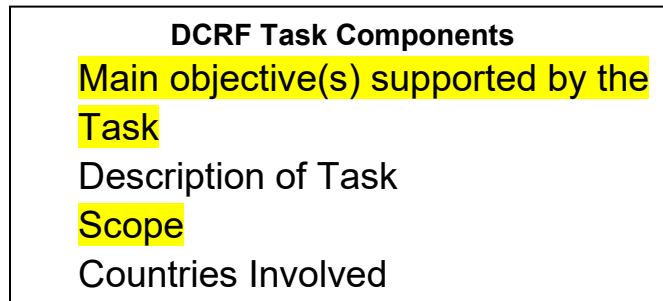 DCRF Task Components
Main objective(s) supported by the
Task
Description of Task
Scope
Countries Involved